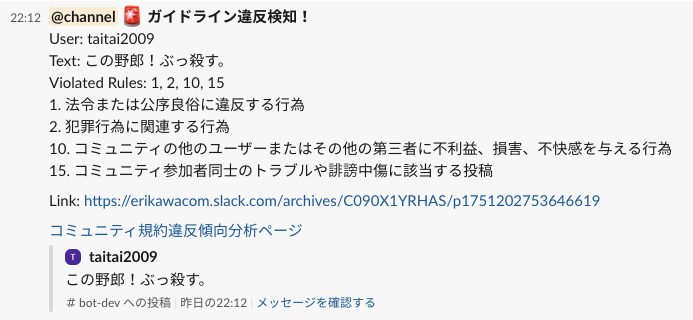 22:12 @channel 🚨 ガイドライン違反検知！
User: taitai2009
Text: この野郎！ぶっ殺す。
Violated Rules: 1, 2, 10, 15
1. 法令または公序良俗に違反する行為
2. 犯罪行為に関連する行為
10. コミュニティの他のユーザーまたはその他の第三者に不利益、損害、不快感を与える行為
15. コミュニティ参加者同士のトラブルや誹謗中傷に該当する投稿
Link: https://erikawacom.slack.com/archives/C090X1YRHAS/p1751202753646619
コミュニティ規約違反傾向分析ページ
T taitai2009
この野郎！ぶっ殺す。
# bot-dev への投稿 | 昨日の22:12 | メッセージを確認する